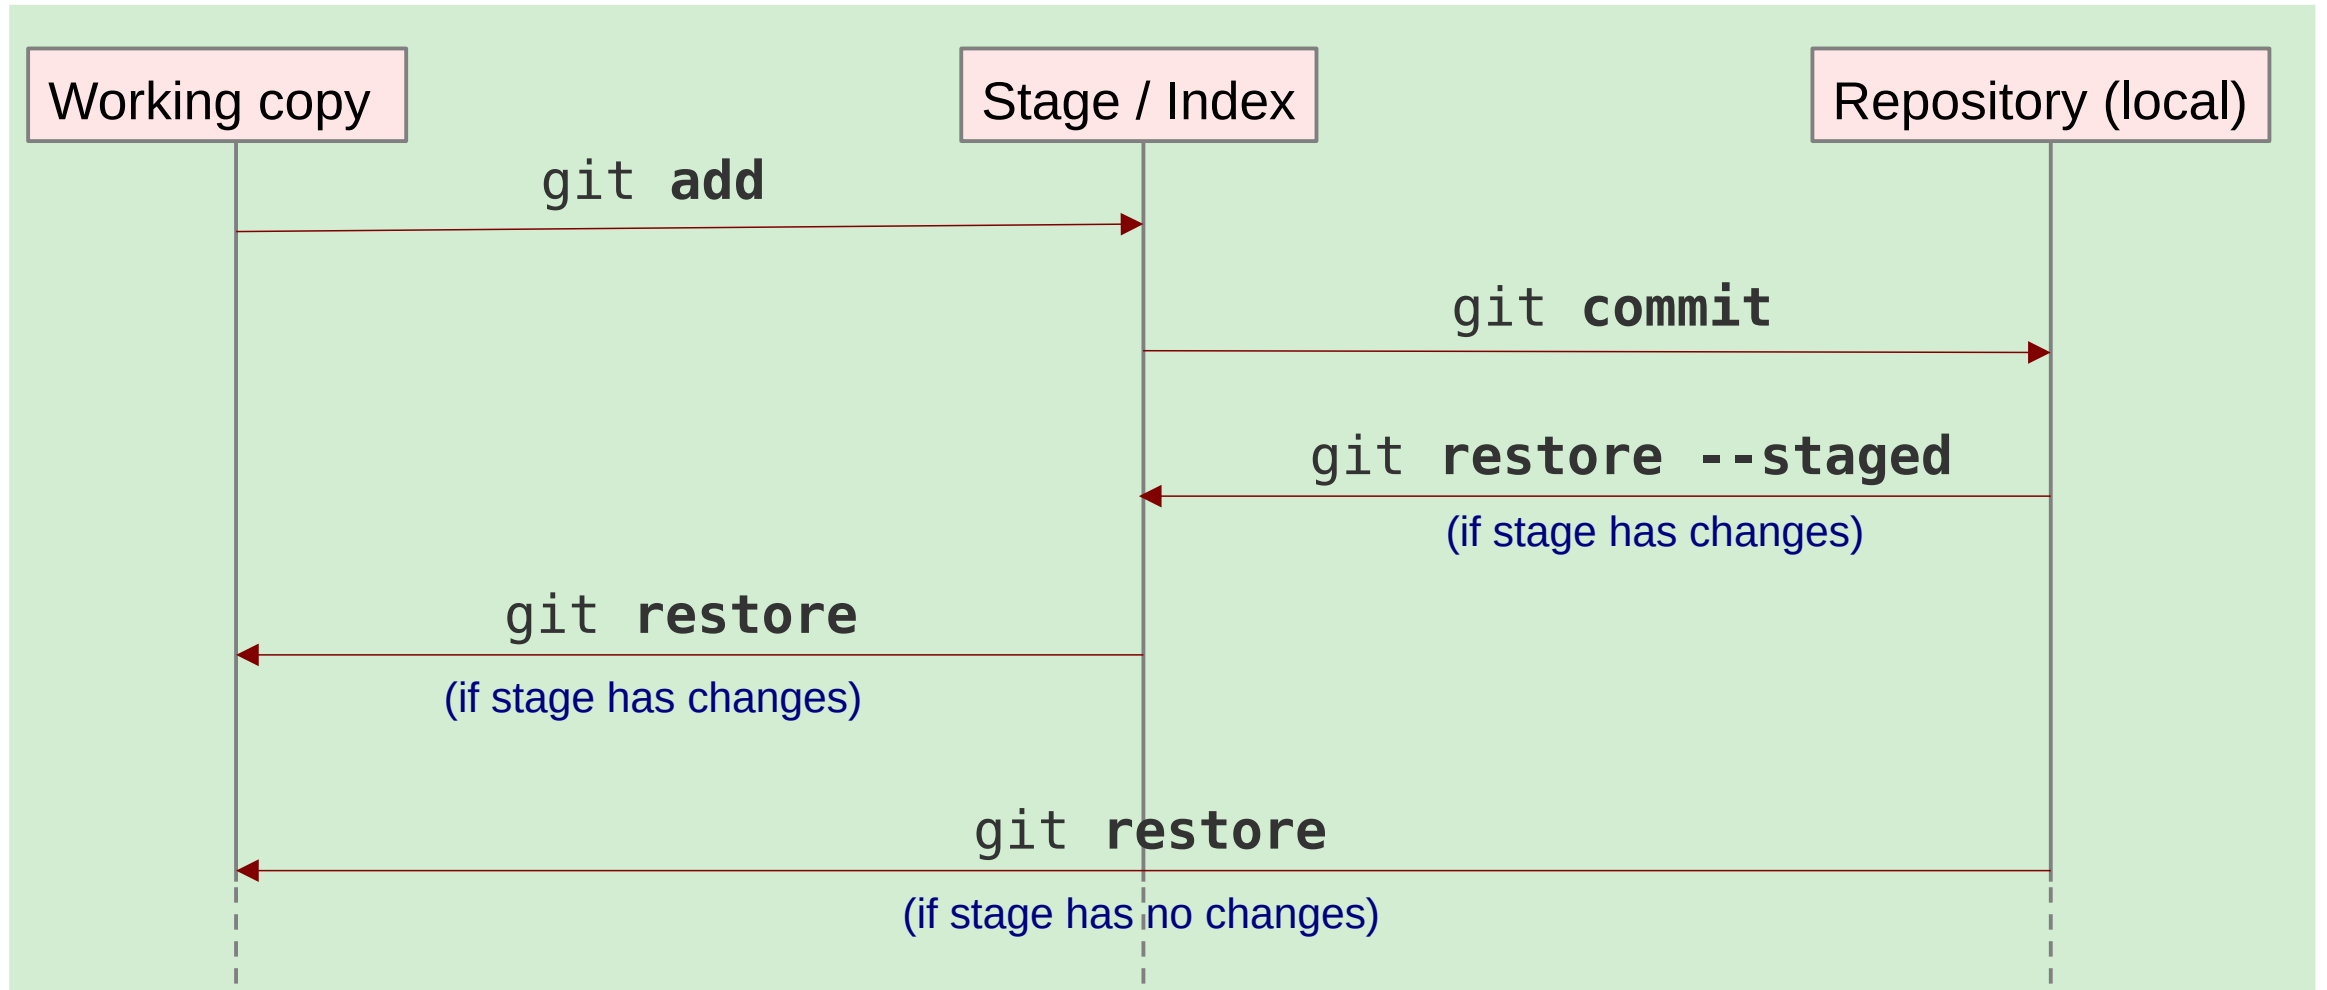 Working copy
Stage / Index
Repository (local)
git add
git commit
git restore --staged
(if stage has changes)
git restore
(if stage has changes)
git restore
(if stage has no changes)